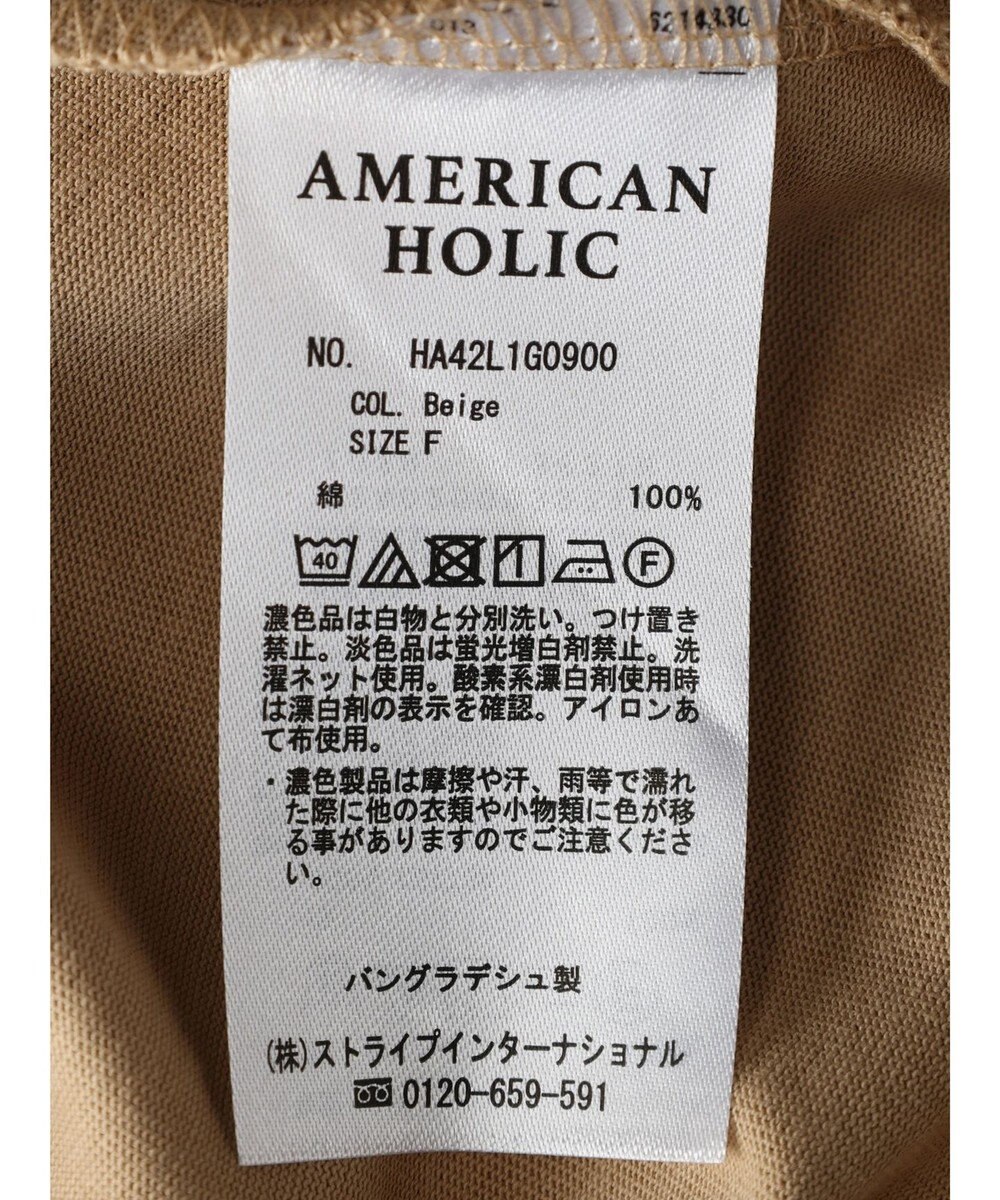 AMERICAN
HOLIC
NO. HA42L1G0900
COL. Beige
SIZE F
綿 100%
40 F
濃色品は白物と分別洗い。つけ置き
禁止。淡色品は蛍光増白剤禁止。洗
濯ネット使用。酸素系漂白剤使用時
は漂白剤の表示を確認。アイロンあ
て布使用。
・濃色製品は摩擦や汗、雨等で濡れ
た際に他の衣類や小物類に色が移
る事がありますのでご注意くださ
い。
バングラデシュ製
(株)ストライプインターナショナル
0120-659-591